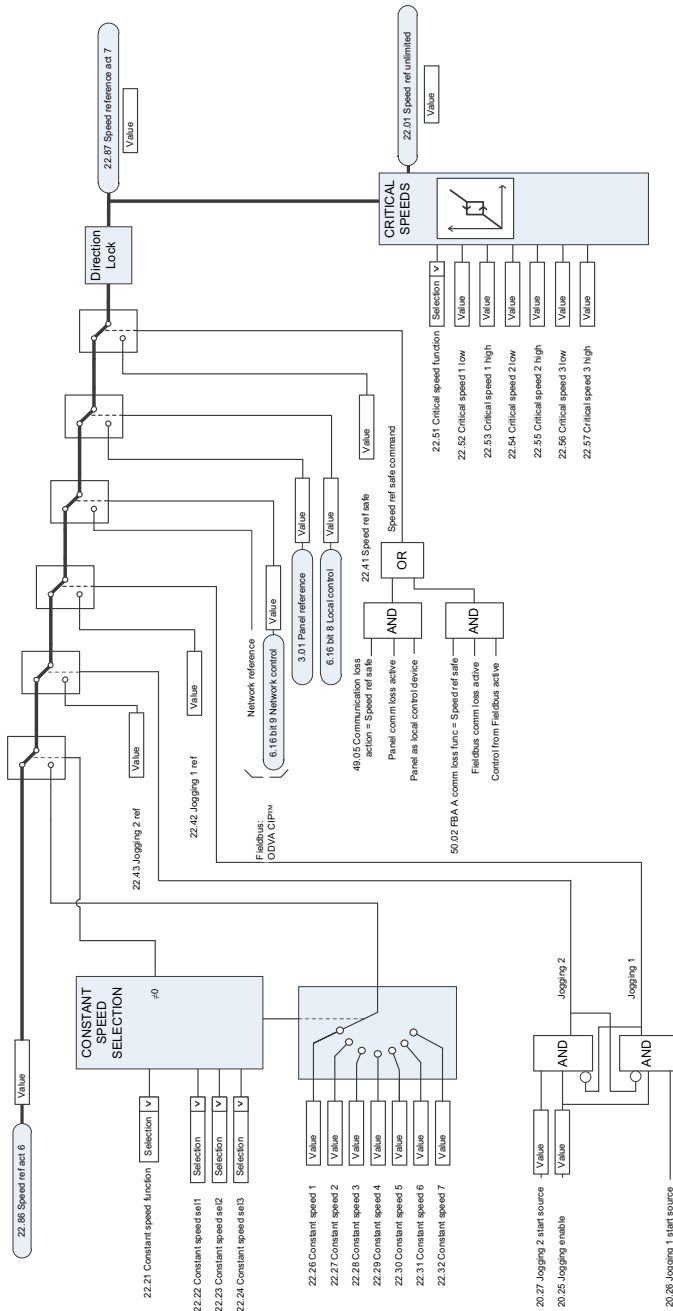 22.86 Speed ref act 6
Value
22.21 Constant speed function
Selection
v
22.22 Constant speed sel1
Selection
v
22.23 Constant speed sel2
Selection
v
22.24 Constant speed sel3
Selection
v
CONSTANT
SPEED
SELECTION
≠0
22.26 Constant speed 1
Value
22.27 Constant speed 2
Value
22.28 Constant speed 3
Value
22.29 Constant speed 4
Value
22.30 Constant speed 5
Value
22.31 Constant speed 6
Value
22.32 Constant speed 7
Value
20.27 Jogging 2 start source
Value
20.25 Jogging enable
Value
20.26 Jogging 1 start source
AND
Jogging 2
AND
Jogging 1
22.43 Jogging 2 ref
Value
22.42 Jogging 1 ref
Value
Fieldbus:
ODVA CIP™
Network reference
6.16 bit 9 Network control
Value
3.01 Panel reference
Value
6.16 bit 8 Local control
Value
22.41 Speed ref safe
Value
49.05 Communication loss
action = Speed ref safe
Panel comm loss active
Panel as local control device
AND
50.02 FBA A comm loss func = Speed ref safe
Fieldbus comm loss active
Control from Fieldbus active
AND
OR
Speed ref safe command
Direction
Lock
22.87 Speed reference act 7
Value
22.51 Critical speed function
Selection
v
22.52 Critical speed 1 low
Value
22.53 Critical speed 1 high
Value
22.54 Critical speed 2 low
Value
22.55 Critical speed 2 high
Value
22.56 Critical speed 3 low
Value
22.57 Critical speed 3 high
Value
CRITICAL
SPEEDS
22.01 Speed ref unlimited
Value